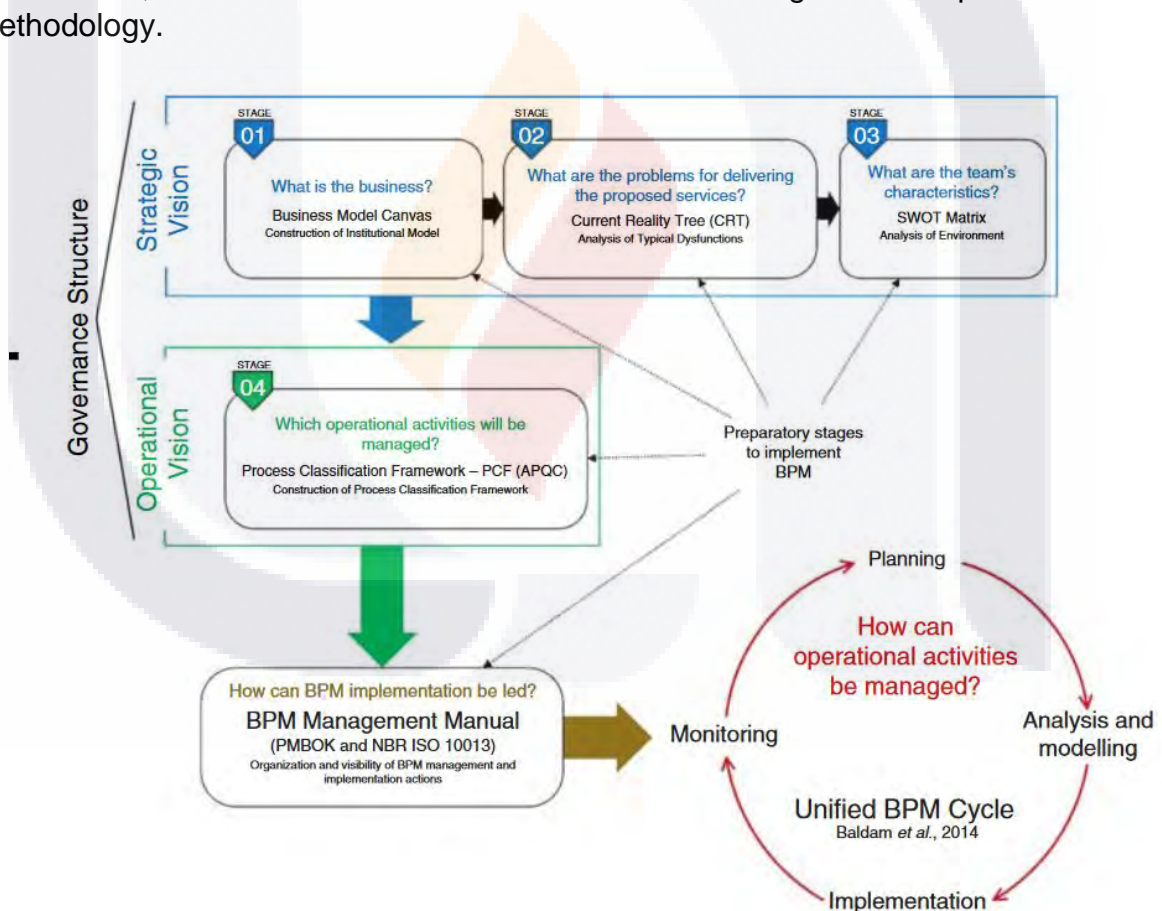 ethodology.
Governance Structure
Strategic
Vision
STAGE
01
What is the business?
Business Model Canvas
Construction of Institutional Model
STAGE
02
What are the problems for delivering
the proposed services?
Current Reality Tree (CRT)
Analysis of Typical Dysfunctions
STAGE
03
What are the team's
characteristics?
SWOT Matrix
Analysis of Environment
Operational
Vision
STAGE
04
Which operational activities will be
managed?
Process Classification Framework – PCF (APQC)
Construction of Process Classification Framework
Preparatory stages
to implement
BPM
How can BPM implementation be led?
BPM Management Manual
(PMBOK and NBR ISO 10013)
Organization and visibility of BPM management and
implementation actions
Planning
How can
operational activities
be managed?
Monitoring
Analysis and
modelling
Unified BPM Cycle
Baldam et al., 2014
Implementation